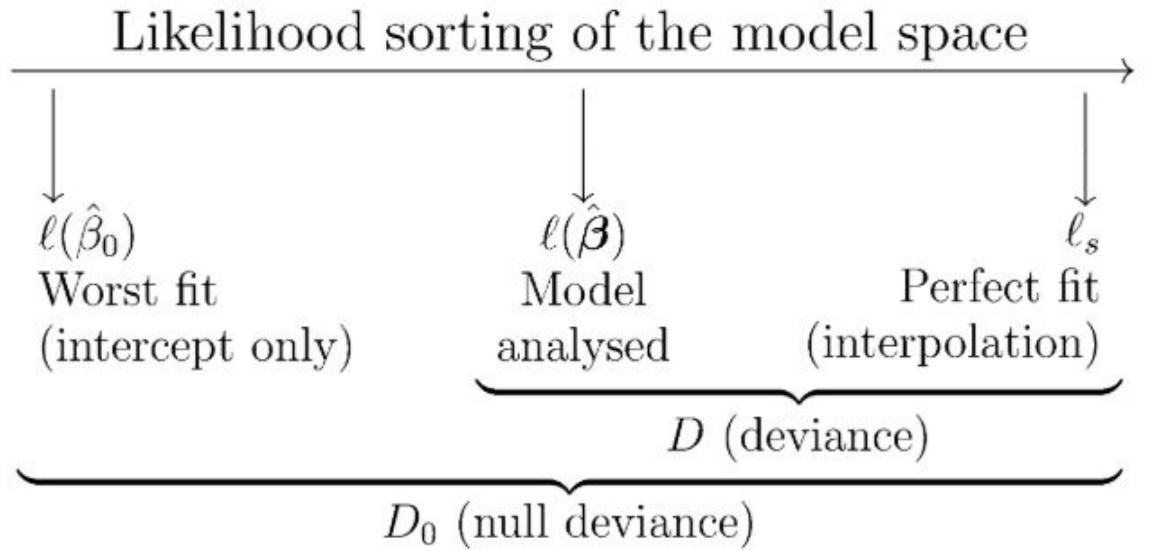 Likelihood sorting of the model space
ℓ(β̂₀)
Worst fit
(intercept only)
ℓ(𝜷̂)
Model
analysed
ℓₛ
Perfect fit
(interpolation)
D (deviance)
D₀ (null deviance)